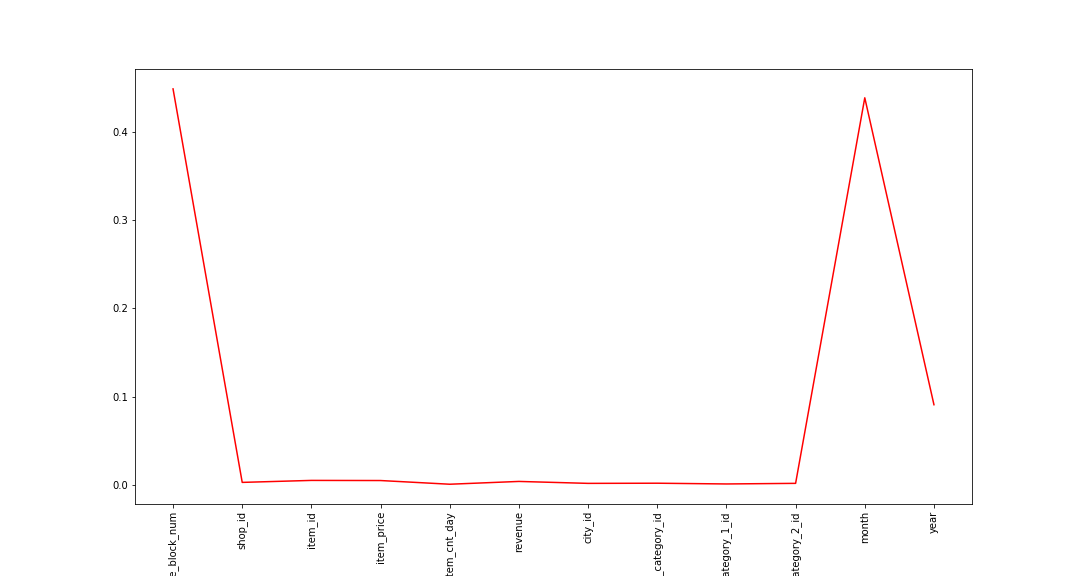 0.4
0.3
0.2
0.1
0.0
e_block_num
shop_id
item_id
item_price
tem_cnt_day
revenue
city_id
_category_id
ategory_1_id
ategory_2_id
month
year